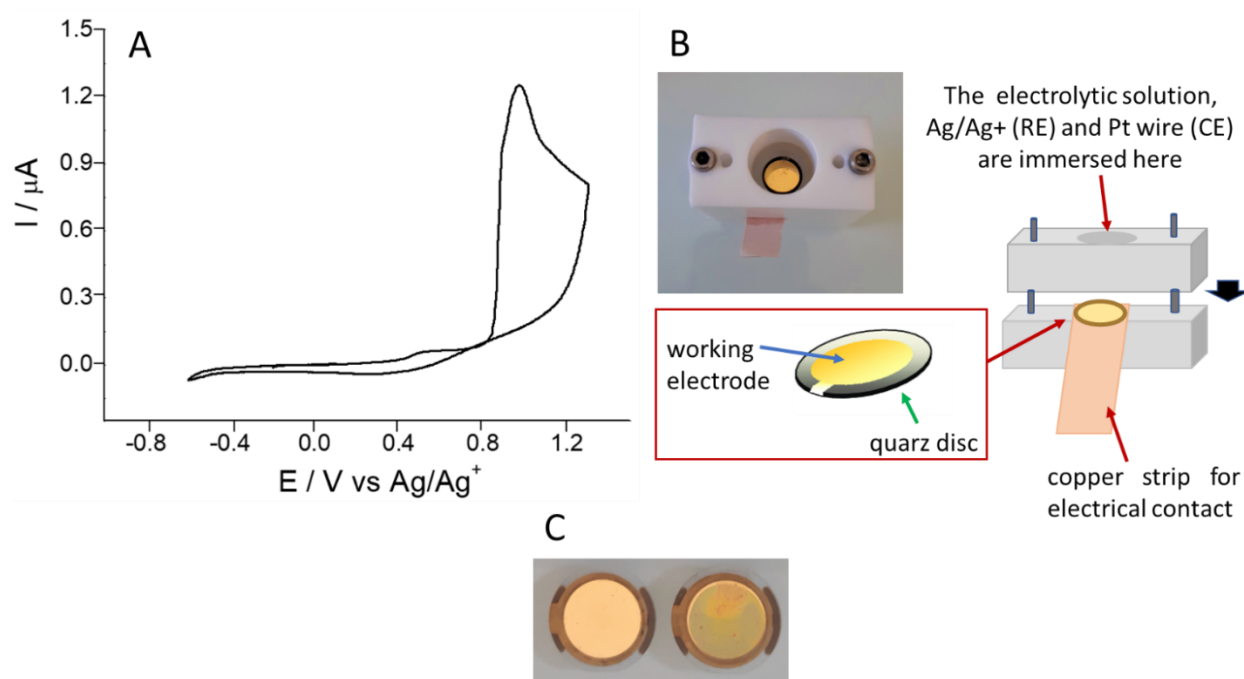 A
1.5
1.2
0.9
0.6
0.3
0.0
I / μA
-0.8
-0.4
0.0
0.4
0.8
1.2
E / V vs Ag/Ag⁺
B
The electrolytic solution,
Ag/Ag+ (RE) and Pt wire (CE)
are immersed here
working
electrode
quarz disc
copper strip for
electrical contact
C